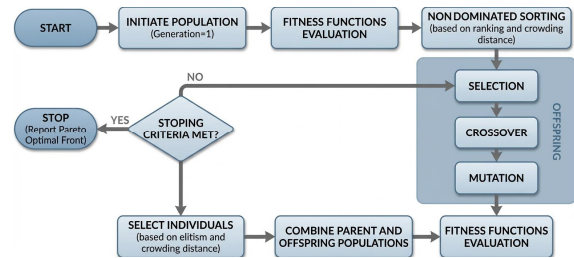 START
INITIATE POPULATION
(Generation=1)
FITNESS FUNCTIONS
EVALUATION
NON DOMINATED SORTING
(based on ranking and crowding
distance)
NO
SELECTION
STOP
(Report Pareto
Optimal Front)
YES
STOPING
CRITERIA MET?
CROSSOVER
OFFSPRING
MUTATION
SELECT INDIVIDUALS
(based on elitism and
crowding distance)
COMBINE PARENT AND
OFFSPRING POPULATIONS
FITNESS FUNCTIONS
EVALUATION